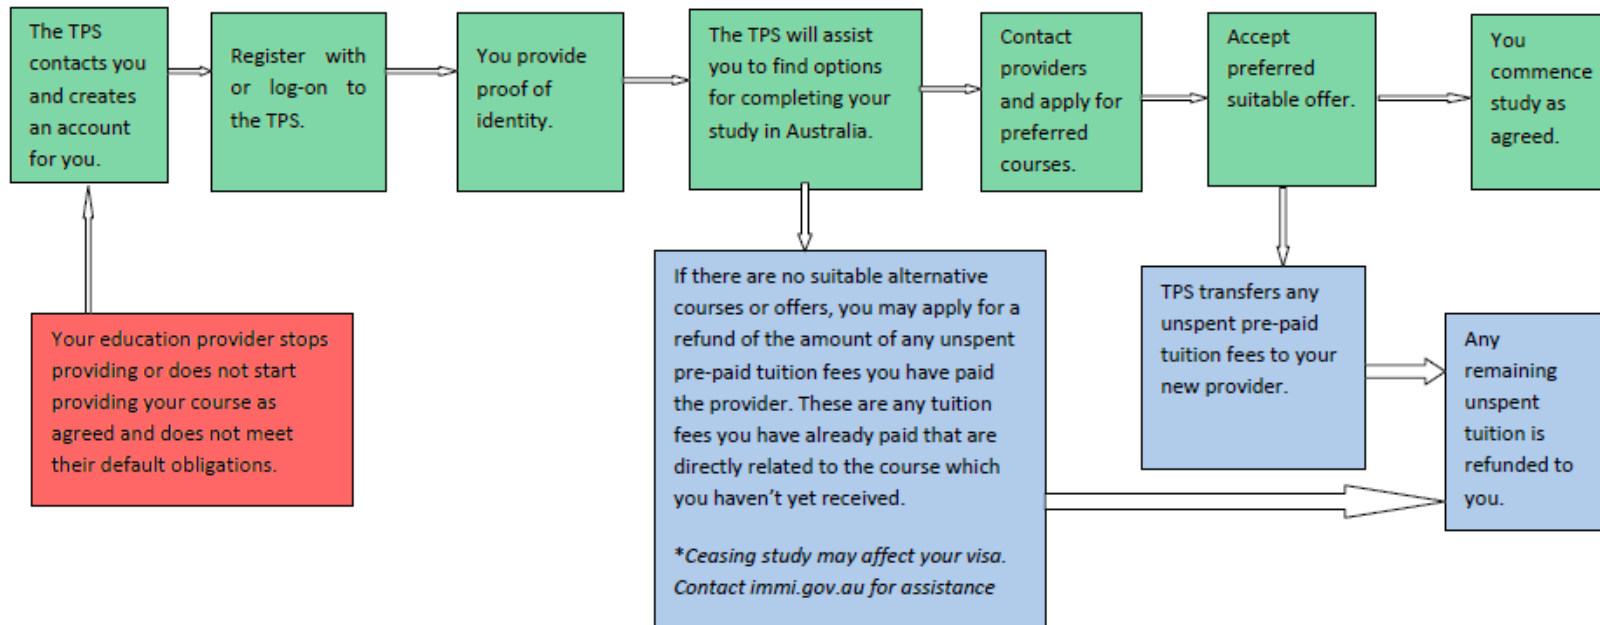 The TPS
contacts you
and creates
an account
for you.
Register with
or log-on to
the TPS.
You provide
proof of
identity.
The TPS will assist
you to find options
for completing your
study in Australia.
Contact
providers
and apply for
preferred
courses.
Accept
preferred
suitable offer.
You
commence
study as
agreed.
Your education provider stops
providing or does not start
providing your course as
agreed and does not meet
their default obligations.
If there are no suitable alternative
courses or offers, you may apply for a
refund of the amount of any unspent
pre-paid tuition fees you have paid
the provider. These are any tuition
fees you have already paid that are
directly related to the course which
you haven't yet received.
*Ceasing study may affect your visa.
Contact immi.gov.au for assistance
TPS transfers any
unspent pre-paid
tuition fees to your
new provider.
Any
remaining
unspent
tuition is
refunded to
you.